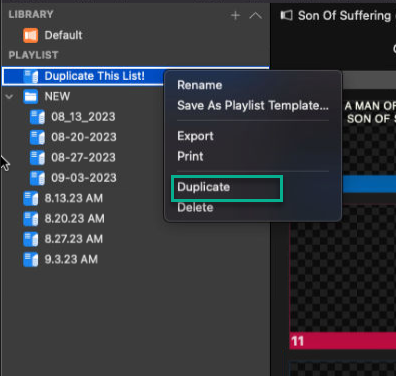 LIBRARY
Default
PLAYLIST
Duplicate This List!
NEW
08_13_2023
08-20-2023
08-27-2023
09-03-2023
8.13.23 AM
8.20.23 AM
8.27.23 AM
9.3.23 AM
Rename
Save As Playlist Template...
Export
Print
Duplicate
Delete
Son Of Suffering
A MAN OF
SON OF S
11